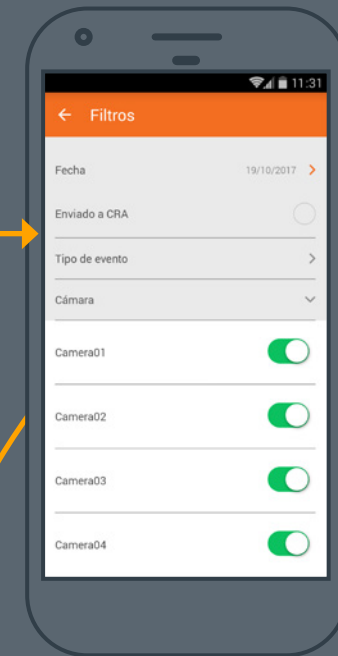 11:31
Filtros
Fecha 19/10/2017
Enviado a CRA
Tipo de evento
Cámara
Camera01
Camera02
Camera03
Camera04